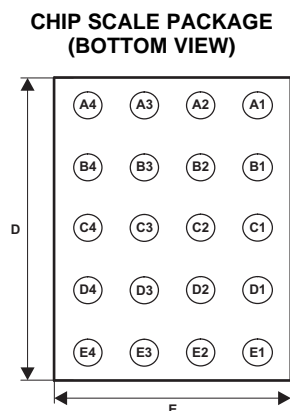 CHIP SCALE PACKAGE
(BOTTOM VIEW)
A4 A3 A2 A1
B4 B3 B2 B1
D
C4 C3 C2 C1
D4 D3 D2 D1
E4 E3 E2 E1
E